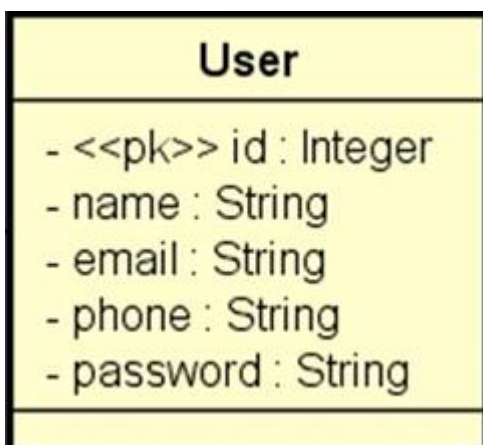 User
- <<pk>> id : Integer
- name : String
- email : String
- phone : String
- password : String